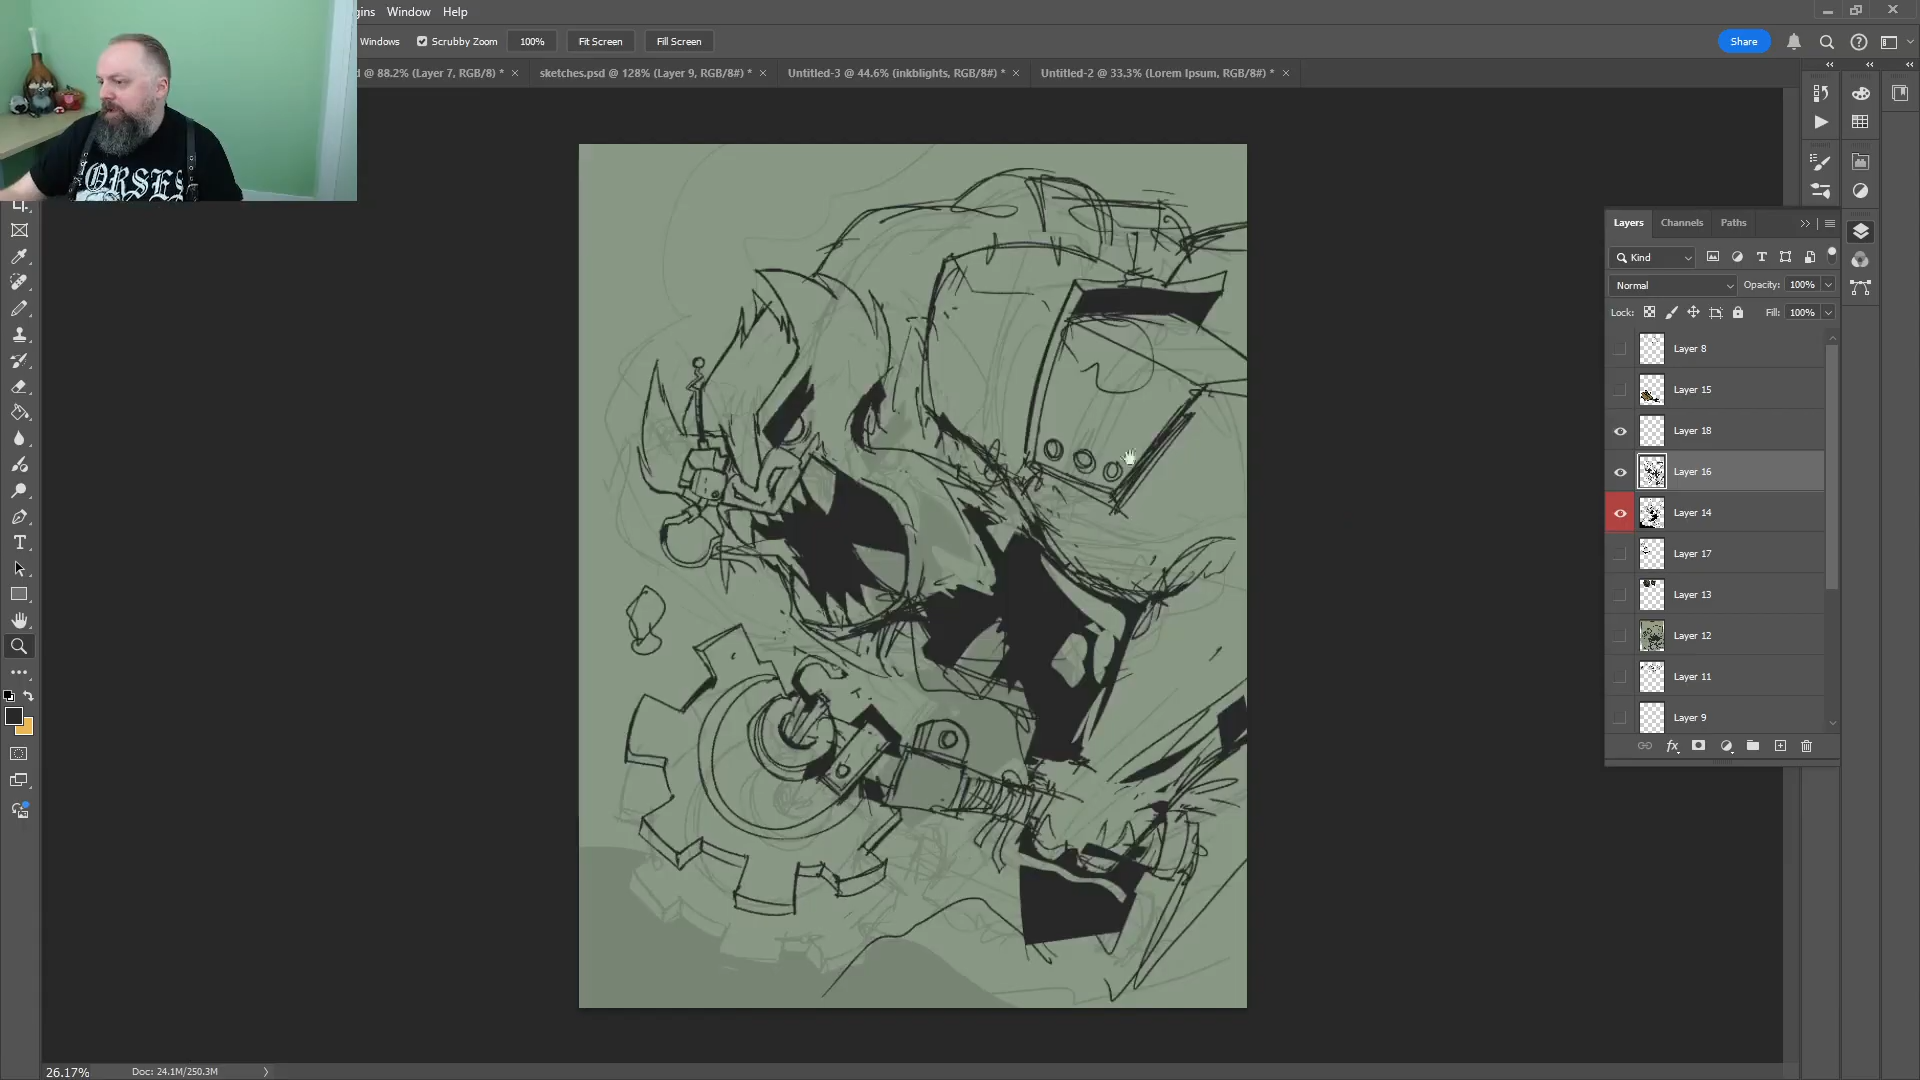 gins Window Help
Windows Scrubby Zoom 100% Fit Screen Fill Screen Share
d @ 88.2% (Layer 7, RGB/8) * sketches.psd @ 128% (Layer 9, RGB/8#) * Untitled-3 @ 44.6% (inkblights, RGB/8#) * Untitled-2 @ 33.3% (Lorem Ipsum, RGB/8#) *
HORSES
Layers Channels Paths
Kind
Normal Opacity: 100%
Lock: Fill: 100%
Layer 8
Layer 15
Layer 18
Layer 16
Layer 14
Layer 17
Layer 13
Layer 12
Layer 11
Layer 9
26.17% Doc: 24.1M/250.3M